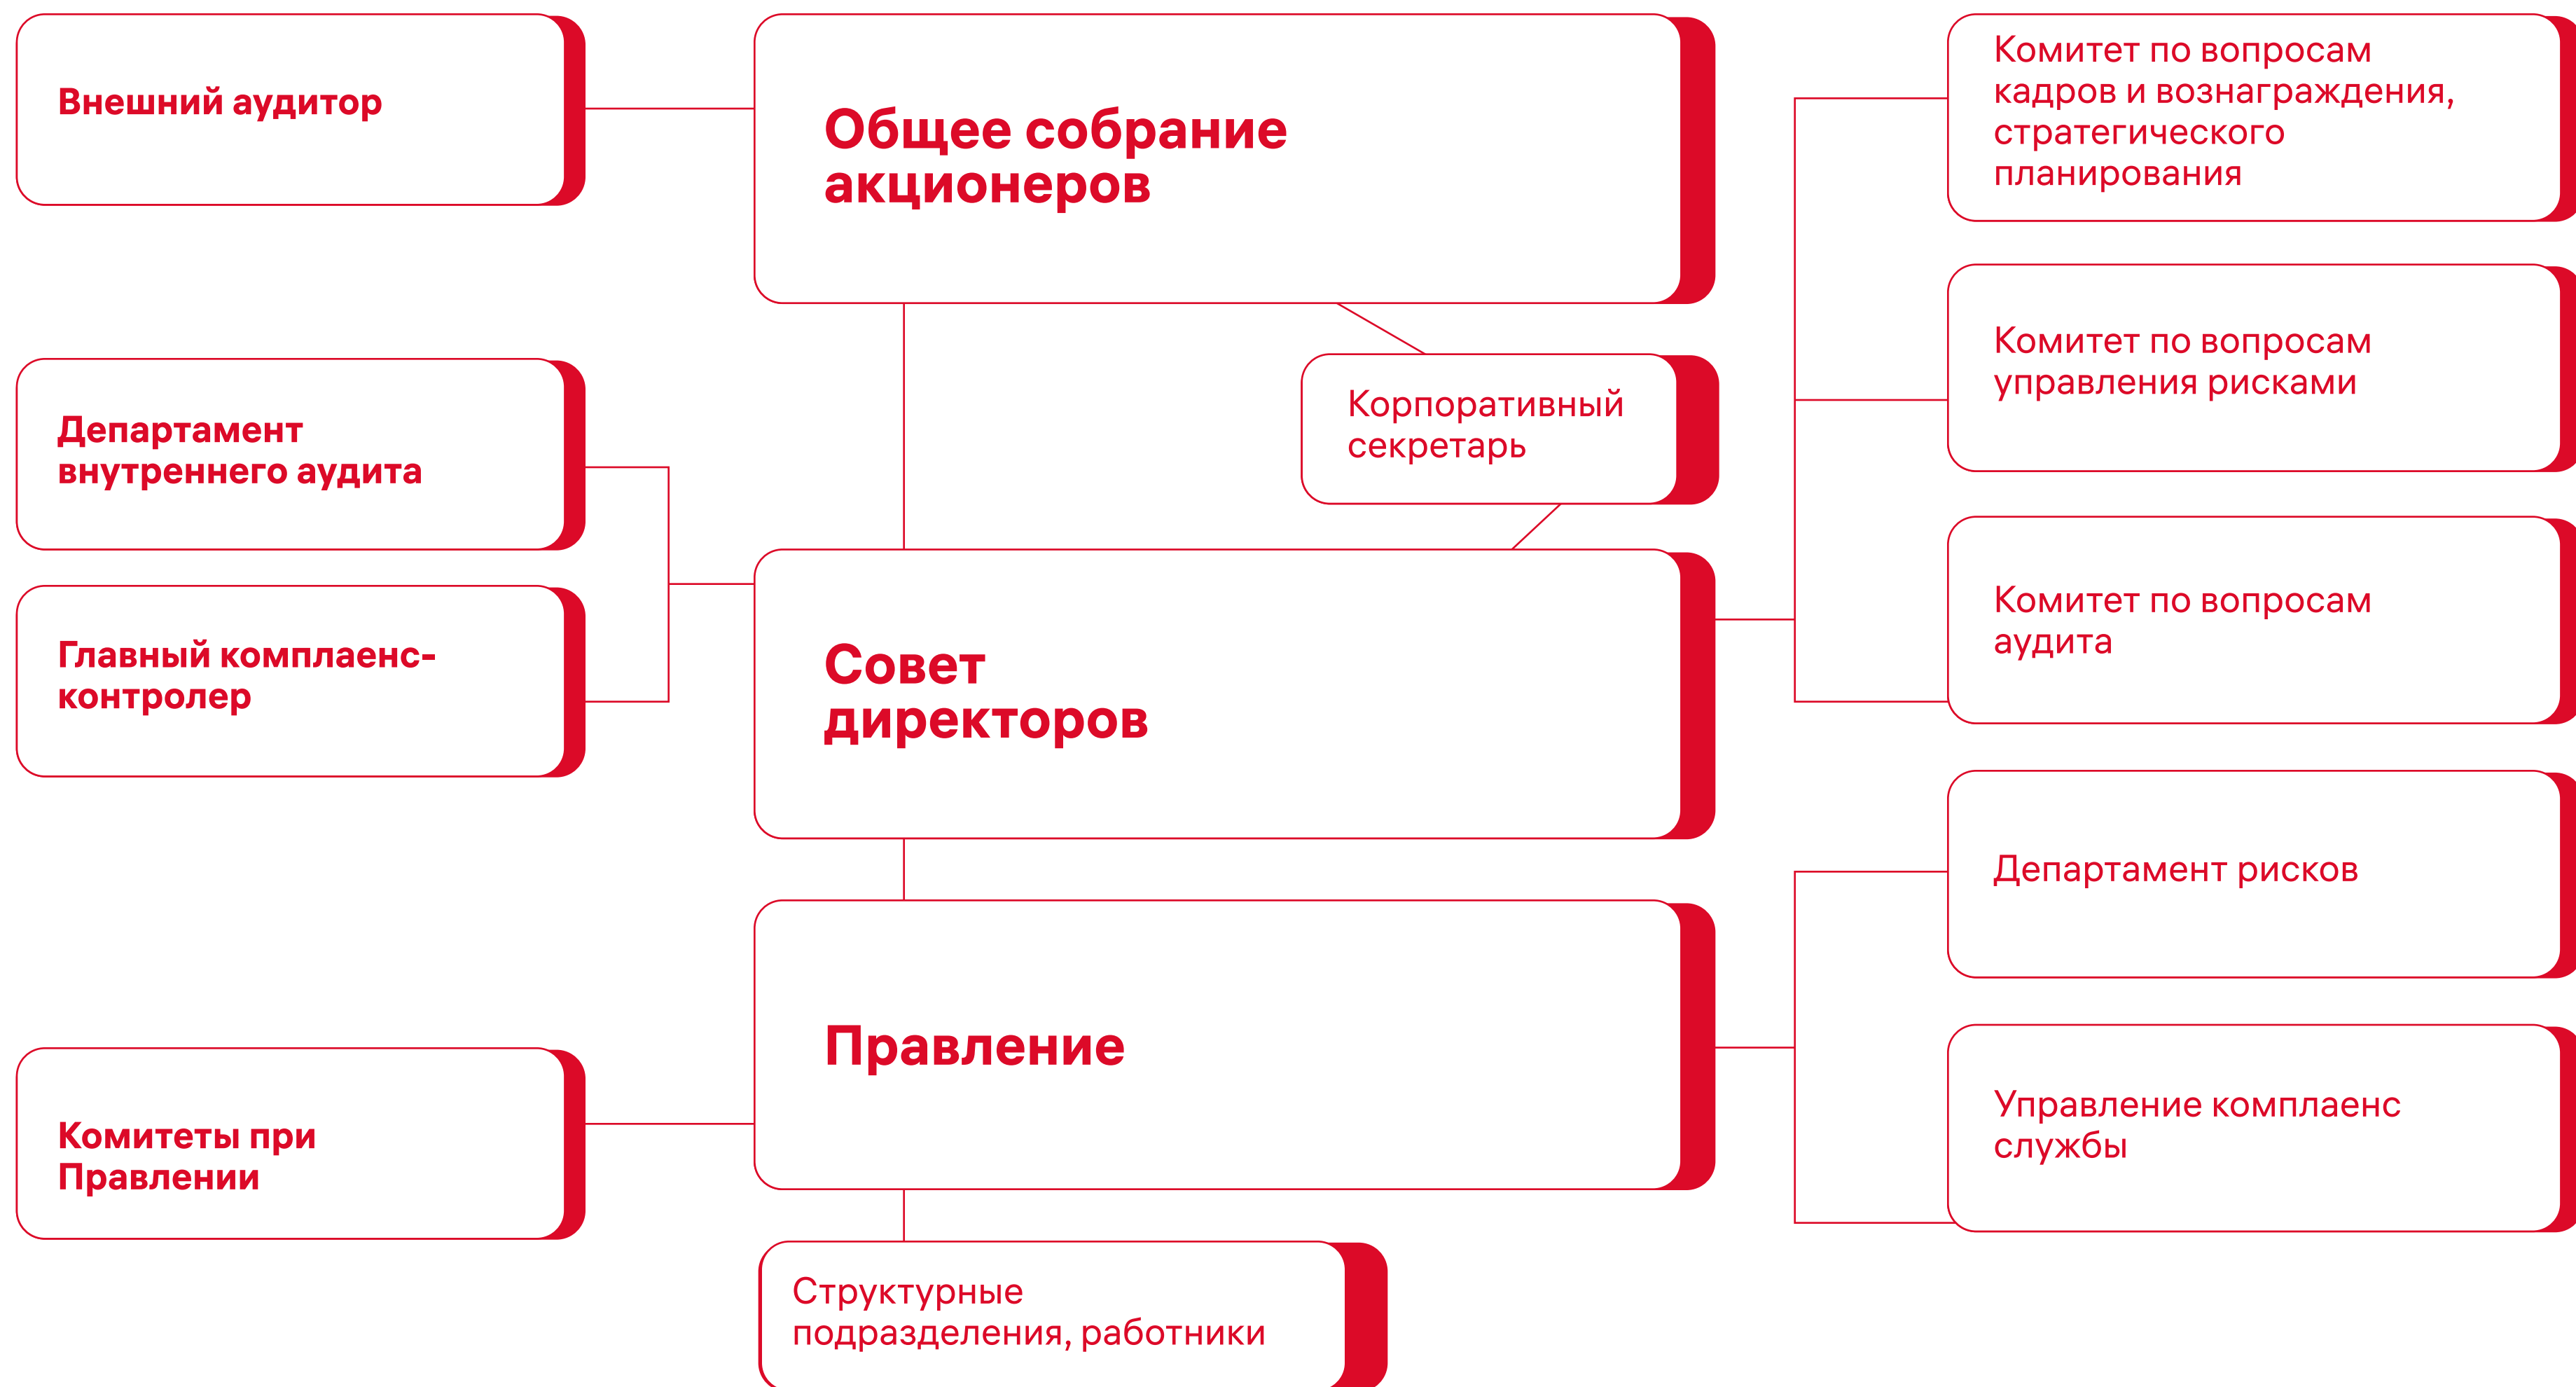 Внешний аудитор
Общее собрание
акционеров
Комитет по вопросам
кадров и вознаграждения,
стратегического
планирования
Комитет по вопросам
управления рисками
Корпоративный
секретарь
Департамент
внутреннего аудита
Главный комплаенс-
контролер
Совет
директоров
Комитет по вопросам
аудита
Департамент рисков
Правление
Управление комплаенс
службы
Комитеты при
Правлении
Структурные
подразделения, работники